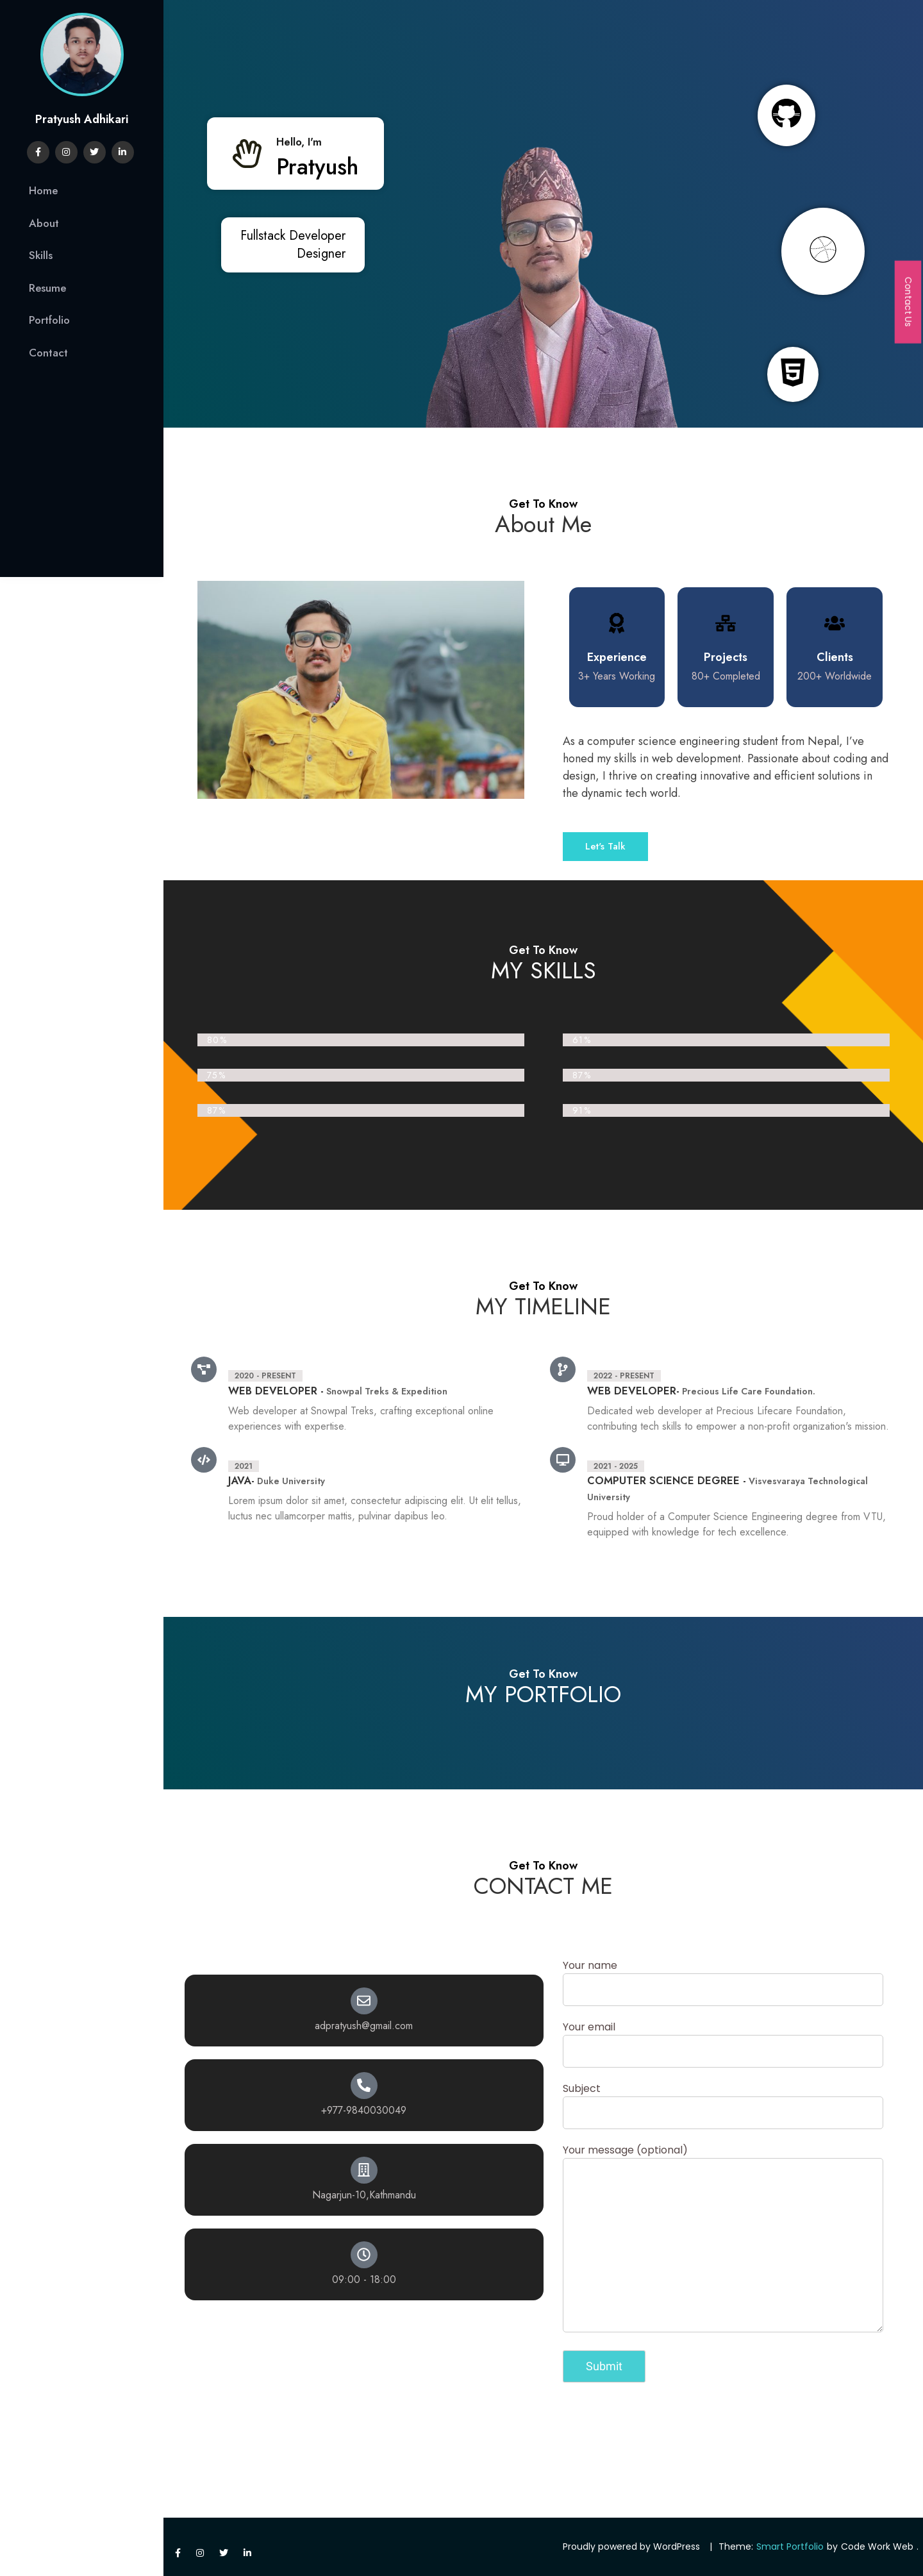 Pratyush Adhikari
Home
About
Skills
Resume
Portfolio
Contact
Hello, I'm
Pratyush
Fullstack Developer
Designer
Contact Us
Get To Know
About Me
Experience
3+ Years Working
Projects
80+ Completed
Clients
200+ Worldwide
As a computer science engineering student from Nepal, I've
honed my skills in web development. Passionate about coding and
design, I thrive on creating innovative and efficient solutions in
the dynamic tech world.
Let's Talk
Get To Know
MY SKILLS
80%
75%
87%
61%
87%
91%
Get To Know
MY TIMELINE
2020 - PRESENT
WEB DEVELOPER - Snowpal Treks & Expedition
Web developer at Snowpal Treks, crafting exceptional online
experiences with expertise.
2021
JAVA- Duke University
Lorem ipsum dolor sit amet, consectetur adipiscing elit. Ut elit tellus,
luctus nec ullamcorper mattis, pulvinar dapibus leo.
2022 - PRESENT
WEB DEVELOPER- Precious Life Care Foundation.
Dedicated web developer at Precious Lifecare Foundation,
contributing tech skills to empower a non-profit organization's mission.
2021 - 2025
COMPUTER SCIENCE DEGREE - Visvesvaraya Technological
University
Proud holder of a Computer Science Engineering degree from VTU,
equipped with knowledge for tech excellence.
Get To Know
MY PORTFOLIO
Get To Know
CONTACT ME
adpratyush@gmail.com
+977-9840030049
Nagarjun-10,Kathmandu
09:00 - 18:00
Your name
Your email
Subject
Your message (optional)
Submit
Proudly powered by WordPress | Theme: Smart Portfolio by Code Work Web .